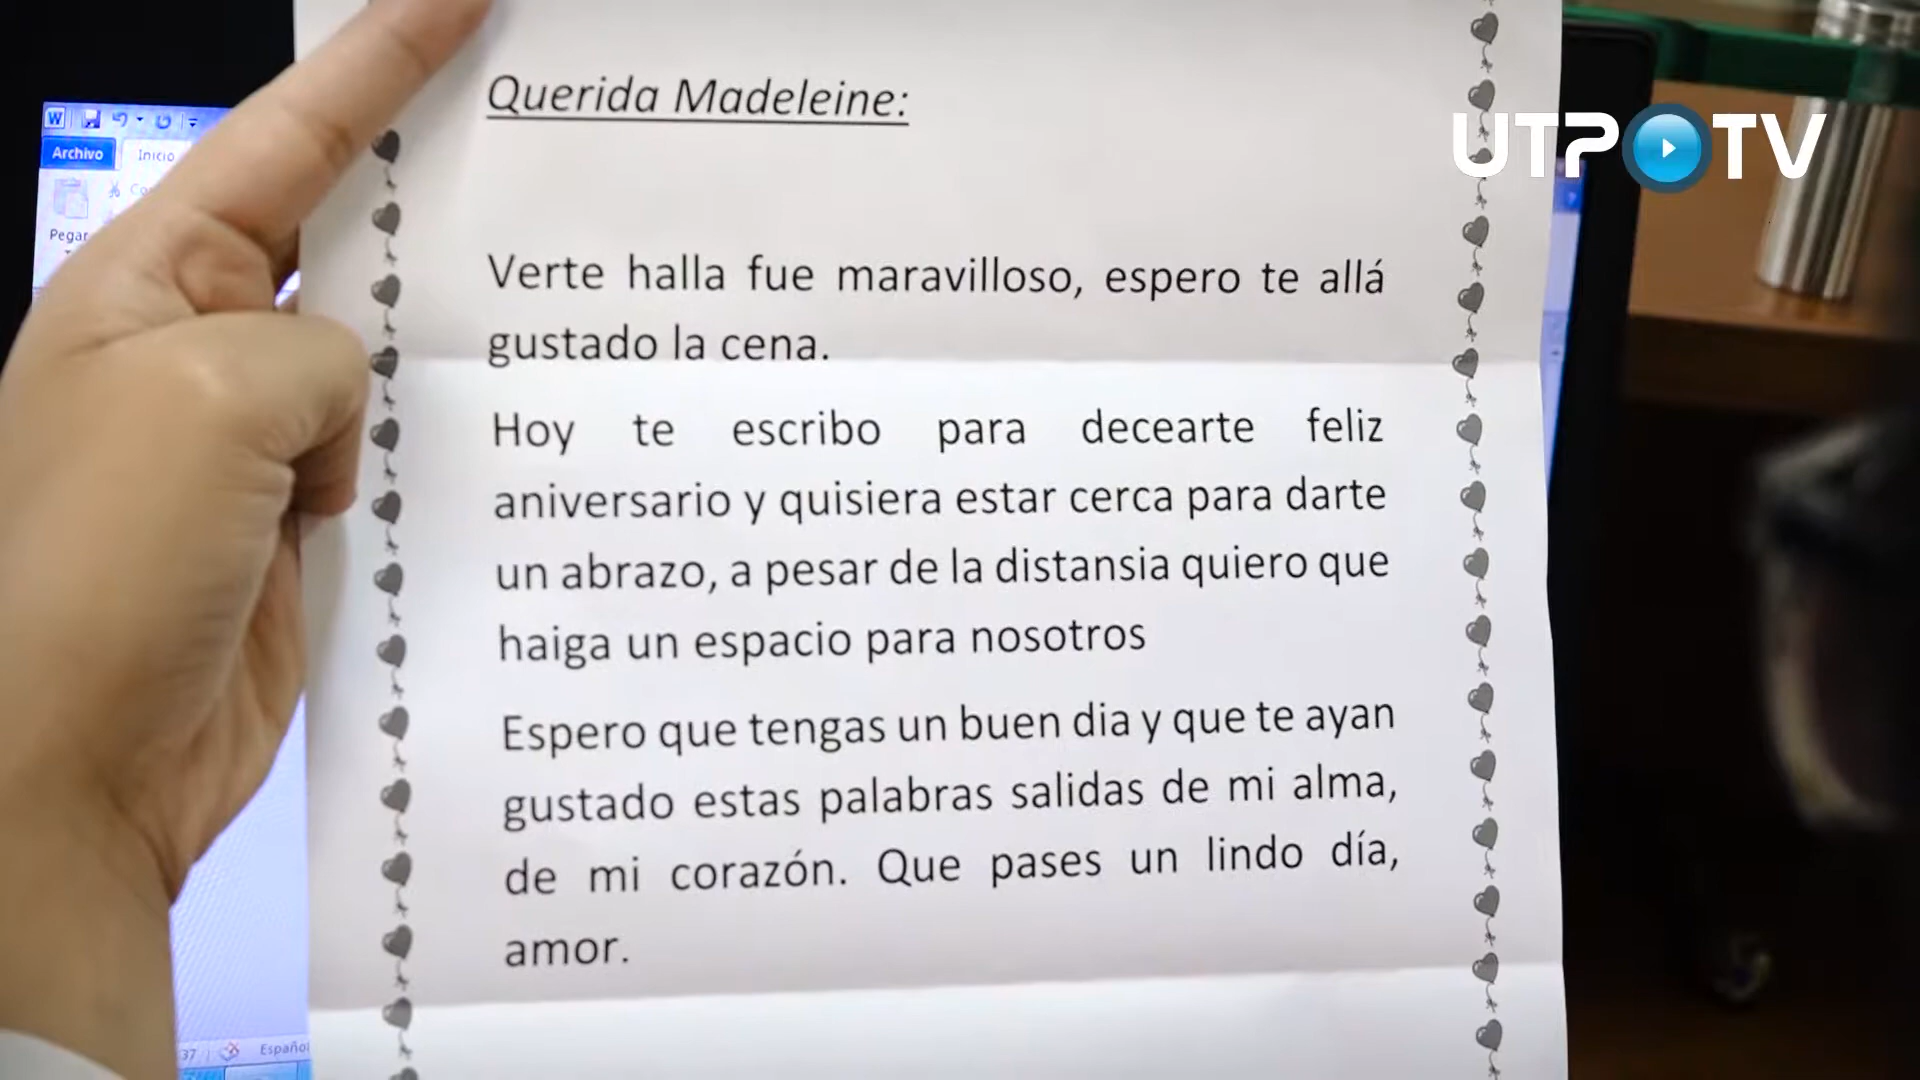 Querida Madeleine:
UTP TV
Verte halla fue maravilloso, espero te allá
gustado la cena.
Hoy te escribo para decearte feliz
aniversario y quisiera estar cerca para darte
un abrazo, a pesar de la distansia quiero que
haiga un espacio para nosotros
Espero que tengas un buen dia y que te ayan
gustado estas palabras salidas de mi alma,
de mi corazón. Que pases un lindo día,
amor.
W
Archivo
Inicio
Pegar
37